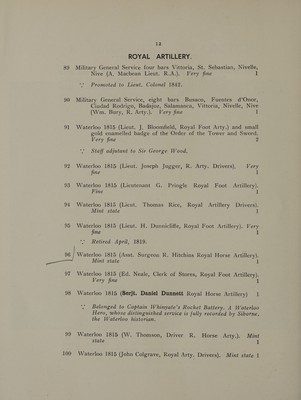 12
ROYAL ARTILLERY.
89 Military General Service four bars Vittoria, St. Sebastian, Nivelle,
Nive (A. Macbean Lieut. R.A.). Very fine 1
∵ Promoted to Lieut. Colonel 1842.
90 Military General Service, eight bars Busaco, Fuentes d'Onor,
Ciudad Rodrigo, Badajoz, Salamanca, Vittoria, Nivelle, Nive
(Wm. Bury, R. Arty.). Very fine 1
91 Waterloo 1815 (Lieut. J. Bloomfield, Royal Foot Arty.) and small
gold enamelled badge of the Order of the Tower and Sword.
Very fine 2
∵ Staff adjutant to Sir George Wood.
92 Waterloo 1815 (Lieut. Joseph Jagger, R. Arty. Drivers). Very
fine 1
93 Waterloo 1815 (Lieutenant G. Pringle Royal Foot Artillery).
Fine 1
94 Waterloo 1815 (Lieut. Thomas Rice, Royal Artillery Drivers).
Mint state 1
95 Waterloo 1815 (Lieut. H. Dunnicliffe, Royal Foot Artillery). Very
fine 1
∵ Retired April, 1819.
96 Waterloo 1815 (Asst. Surgeon R. Hitchins Royal Horse Artillery).
Mint state 1
97 Waterloo 1815 (Ed. Neale, Clerk of Stores, Royal Foot Artillery).
Very fine 1
98 Waterloo 1815 (Serjt. Daniel Dunnett Royal Horse Artillery) 1
∵ Belonged to Captain Whinyate's Rocket Battery. A Waterloo
Hero, whose distinguished service is fully recorded by Siborne,
the Waterloo historian.
99 Waterloo 1815 (W. Thomson, Driver R. Horse Arty.). Mint
state 1
100 Waterloo 1815 (John Colgrave, Royal Arty, Drivers). Mint state 1